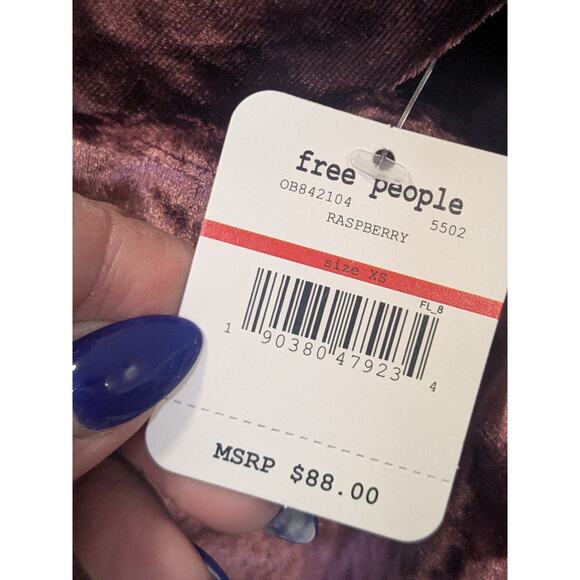 free people
OB842104 5502
RASPBERRY
size XS
FL_8
1 90380 47923 4
MSRP $88.00